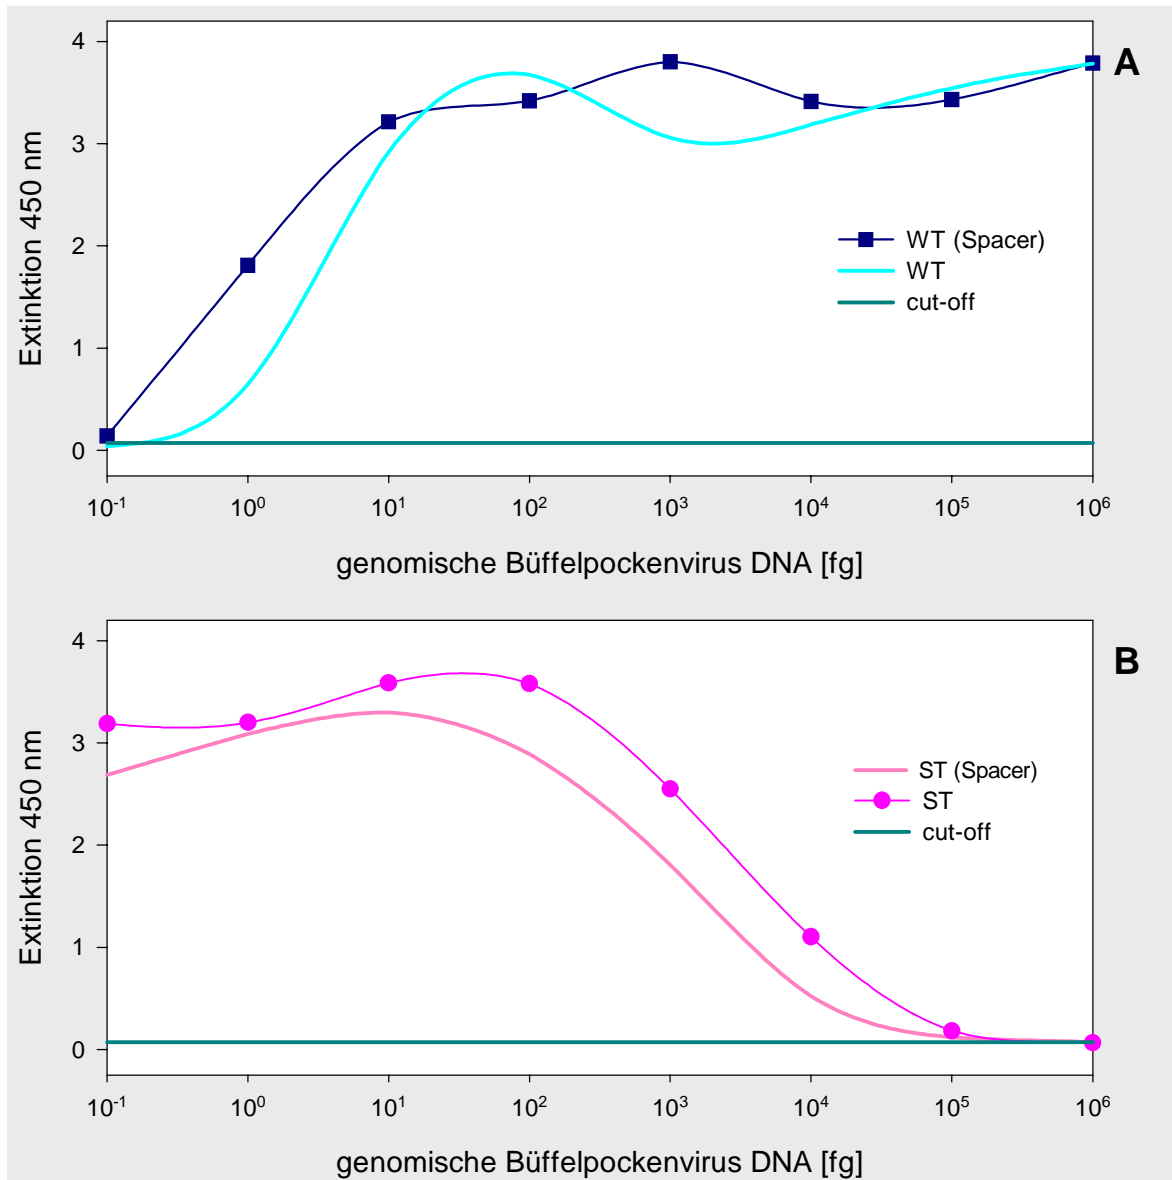 A
4
3
2
1
0
Extinktion 450 nm
WT (Spacer)
WT
cut-off
10⁻¹ 10⁰ 10¹ 10² 10³ 10⁴ 10⁵ 10⁶
genomische Büffelpockenvirus DNA [fg]
B
4
3
2
1
0
Extinktion 450 nm
ST (Spacer)
ST
cut-off
10⁻¹ 10⁰ 10¹ 10² 10³ 10⁴ 10⁵ 10⁶
genomische Büffelpockenvirus DNA [fg]